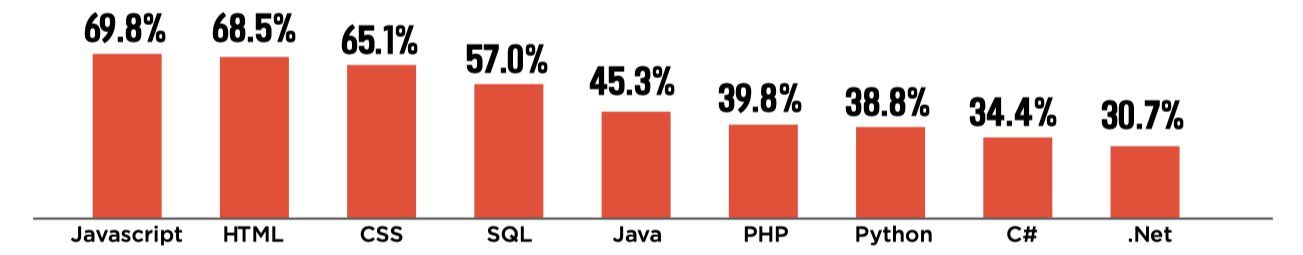 69.8% 68.5% 65.1% 57.0% 45.3% 39.8% 38.8% 34.4% 30.7%
Javascript HTML CSS SQL Java PHP Python C# .Net